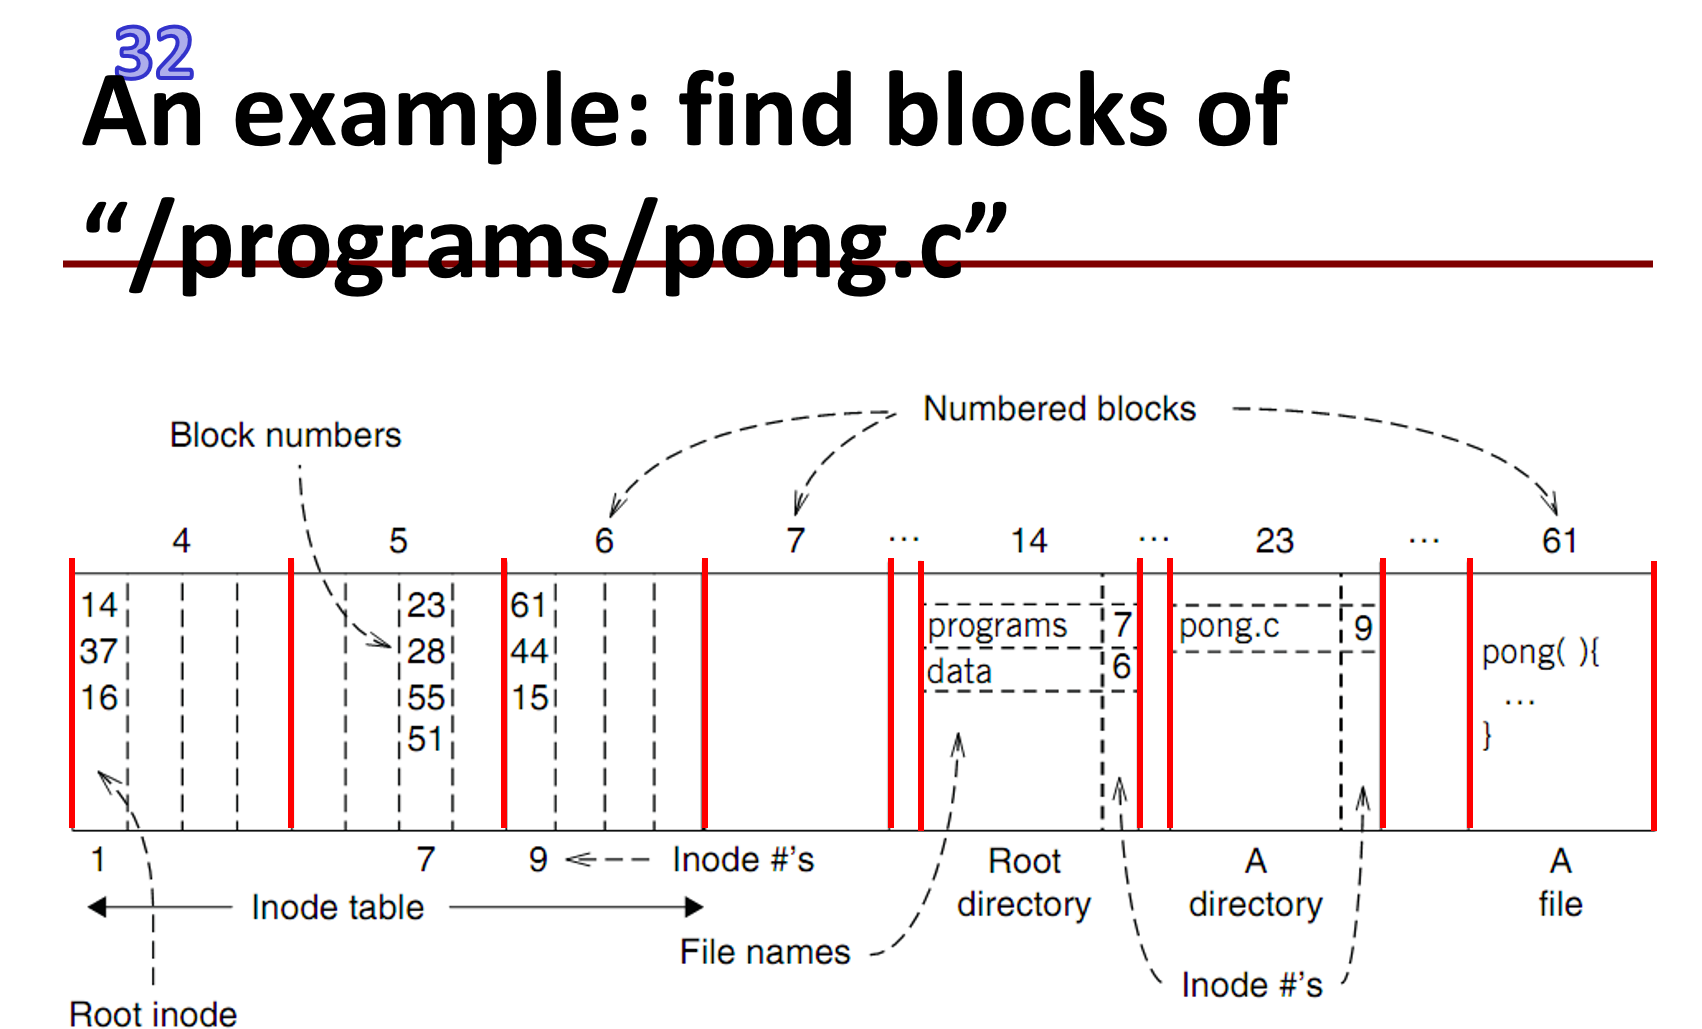 32
An example: find blocks of
“/programs/pong.c”
Numbered blocks
Block numbers
4 5 6 7 ... 14 ... 23 ... 61
14 23 61
37 28 44
16 55 15
51
programs 7
data 6
pong.c 9
pong( ){
...
}
1 7 9 Inode #’s
Inode table
Root
directory
A
directory
A
file
File names
Inode #’s
Root inode